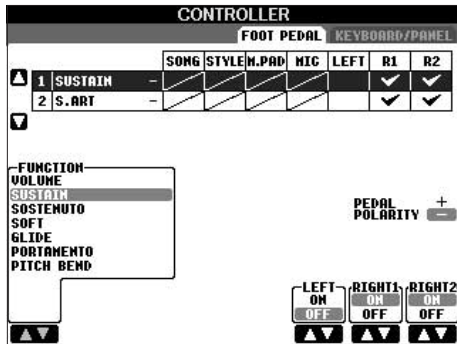 CONTROLLER
FOOT PEDAL KEYBOARD/PANEL
SONG STYLE M.PAD MIC LEFT R1 R2
1 SUSTAIN –
2 S.ART –
FUNCTION
VOLUME
SUSTAIN
SOSTENUTO
SOFT
GLIDE
PORTAMENTO
PITCH BEND
PEDAL +
POLARITY –
LEFT RIGHT1 RIGHT2
ON ON ON
OFF OFF OFF